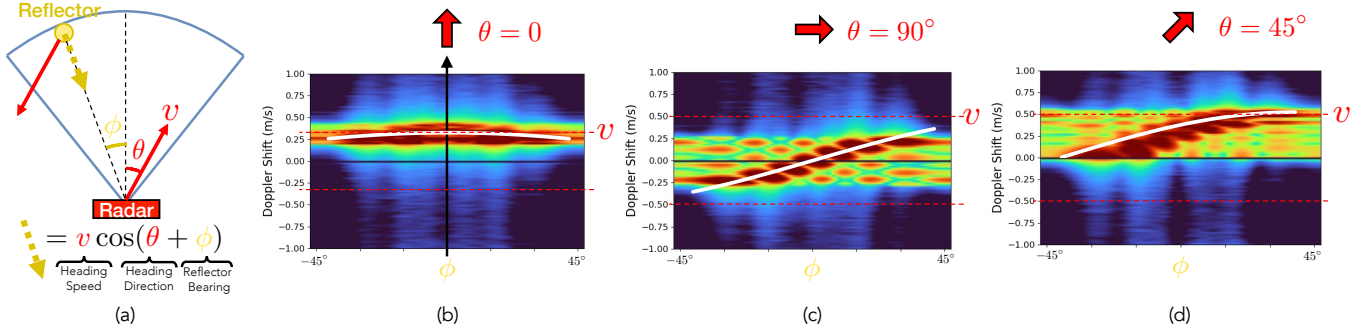 Reflector
v
ϕ
θ
Radar
= v cos(θ + ϕ)
Heading Speed
Heading Direction
Reflector Bearing
(a)
θ = 0
Doppler Shift (m/s)
1.00
0.75
0.50
0.25
0.00
−0.25
−0.50
−0.75
−1.00
v
−45°
ϕ
45°
(b)
θ = 90°
Doppler Shift (m/s)
1.00
0.75
0.50
0.25
0.00
−0.25
−0.50
−0.75
−1.00
v
−45°
ϕ
45°
(c)
θ = 45°
Doppler Shift (m/s)
1.00
0.75
0.50
0.25
0.00
−0.25
−0.50
−0.75
−1.00
v
−45°
ϕ
45°
(d)